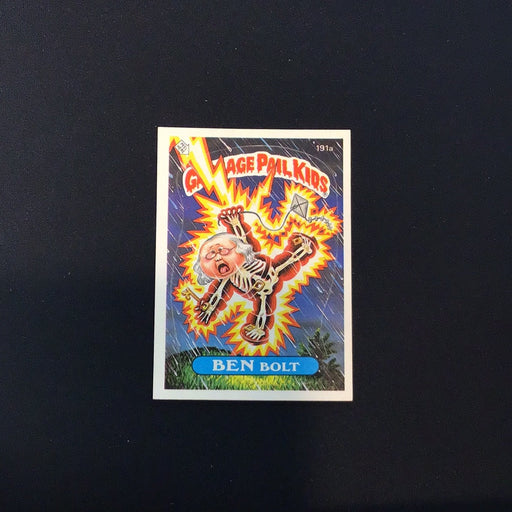 191a
GARBAGE PAIL KIDS
BEN BOLT